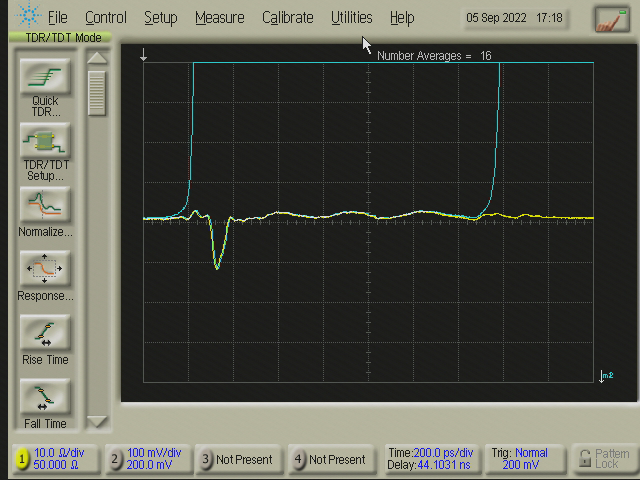 File Control Setup Measure Calibrate Utilities Help 05 Sep 2022 17:18
TDR/TDT Mode
Number Averages = 16
Quick
TDR...
TDR/TDT
Setup...
Normalize...
Response...
Rise Time
Fall Time
m2
1 10.0 Ω/div
50.000 Ω
2 100 mV/div
200.0 mV
3 Not Present
4 Not Present
Time:200.0 ps/div
Delay:44.1031 ns
Trig: Normal
200 mV
Pattern
Lock